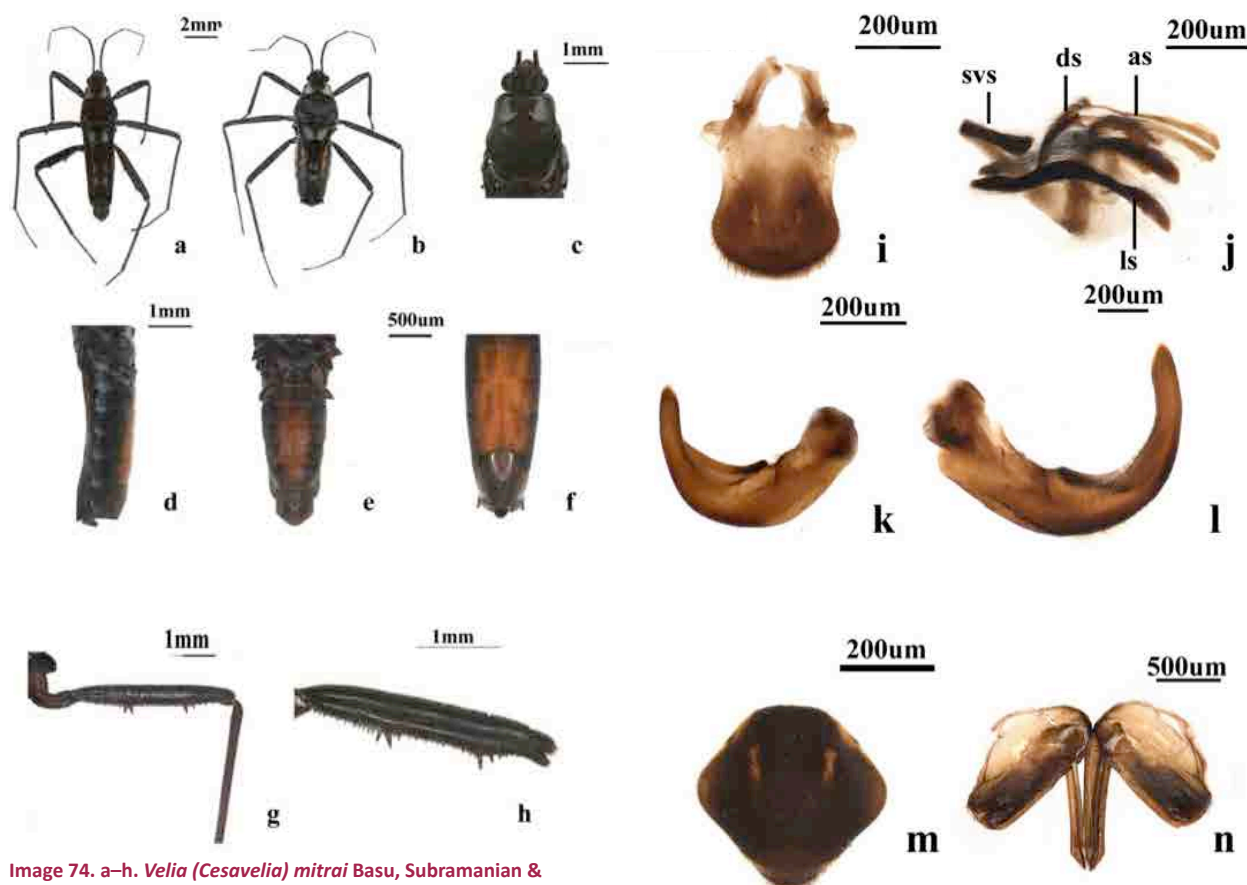 2mm
1mm
a
b
c
200um
200um
svs
ds
as
i
j
ls
1mm
500um
d
e
f
200um
200um
k
l
1mm
1mm
g
h
200um
500um
m
n
Image 74. a–h. Velia (Cesavelia) mitrai Basu, Subramanian &